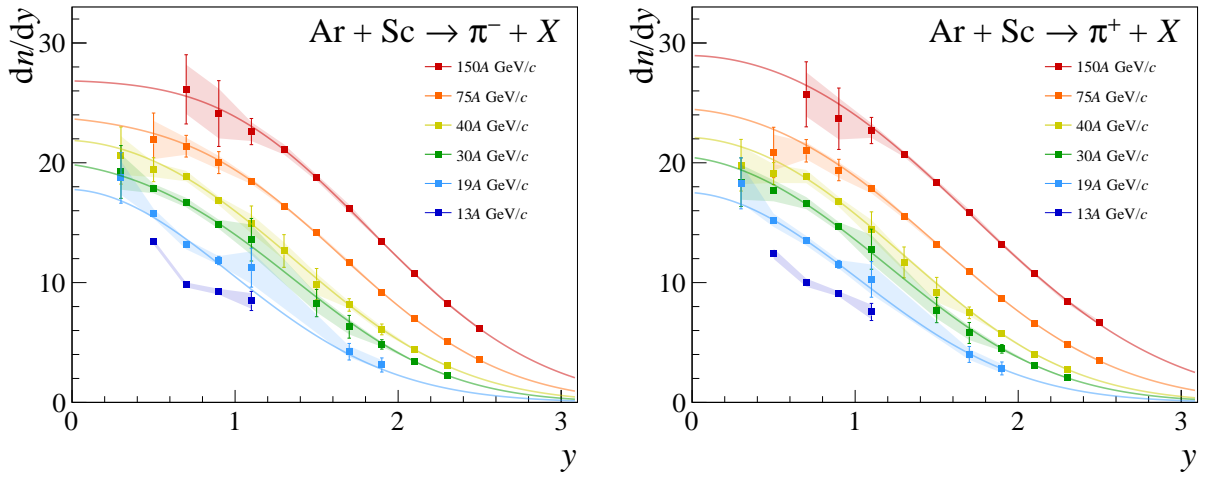 dn/dy
30
20
10
0
Ar + Sc → π⁻ + X
150A GeV/c
75A GeV/c
40A GeV/c
30A GeV/c
19A GeV/c
13A GeV/c
0 1 2 3
y
dn/dy
30
20
10
0
Ar + Sc → π⁺ + X
150A GeV/c
75A GeV/c
40A GeV/c
30A GeV/c
19A GeV/c
13A GeV/c
0 1 2 3
y